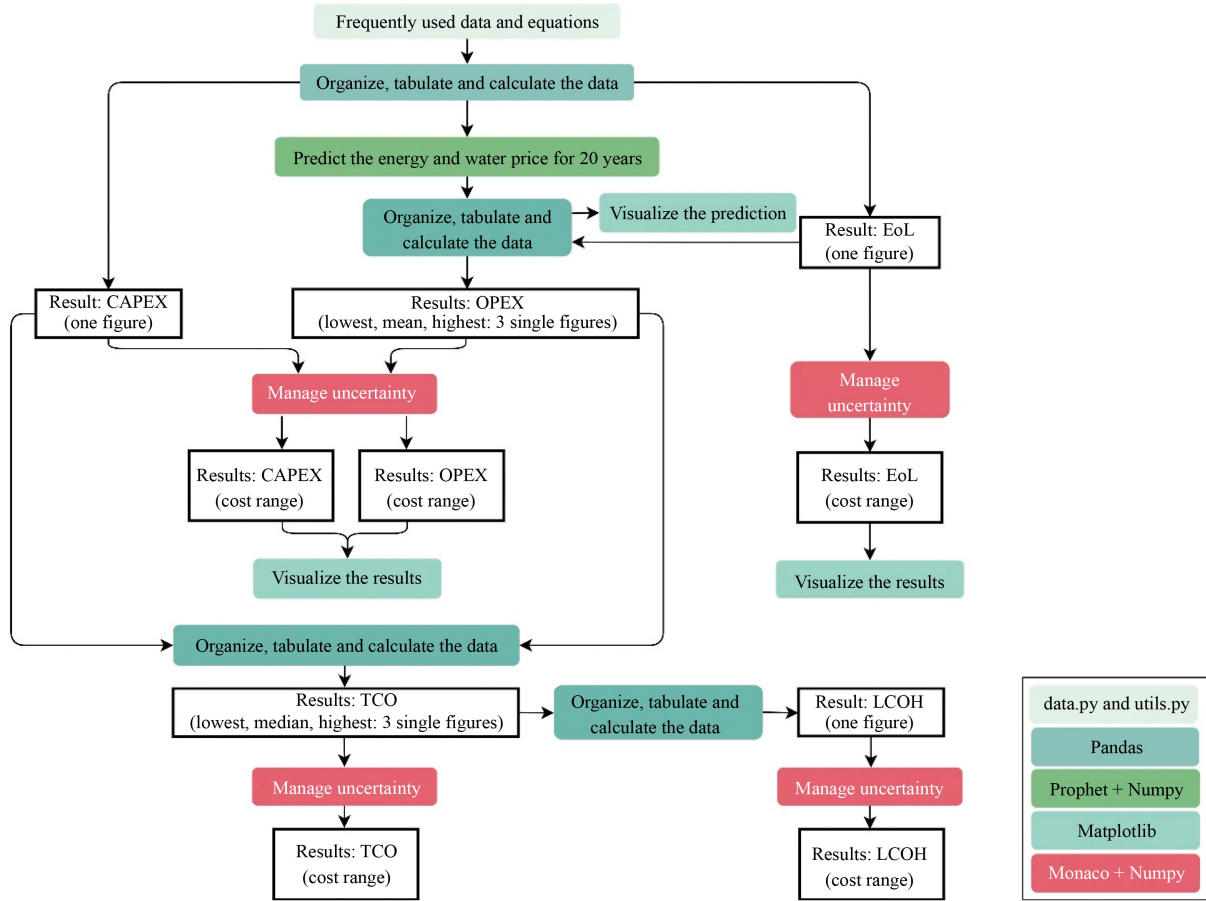 Frequently used data and equations
Organize, tabulate and calculate the data
Predict the energy and water price for 20 years
Organize, tabulate and
calculate the data
Visualize the prediction
Result: EoL
(one figure)
Result: CAPEX
(one figure)
Results: OPEX
(lowest, mean, highest: 3 single figures)
Manage uncertainty
Manage
uncertainty
Results: CAPEX
(cost range)
Results: OPEX
(cost range)
Results: EoL
(cost range)
Visualize the results
Visualize the results
Organize, tabulate and calculate the data
Results: TCO
(lowest, median, highest: 3 single figures)
Organize, tabulate and
calculate the data
Result: LCOH
(one figure)
Manage uncertainty
Manage uncertainty
Results: TCO
(cost range)
Results: LCOH
(cost range)
data.py and utils.py
Pandas
Prophet + Numpy
Matplotlib
Monaco + Numpy